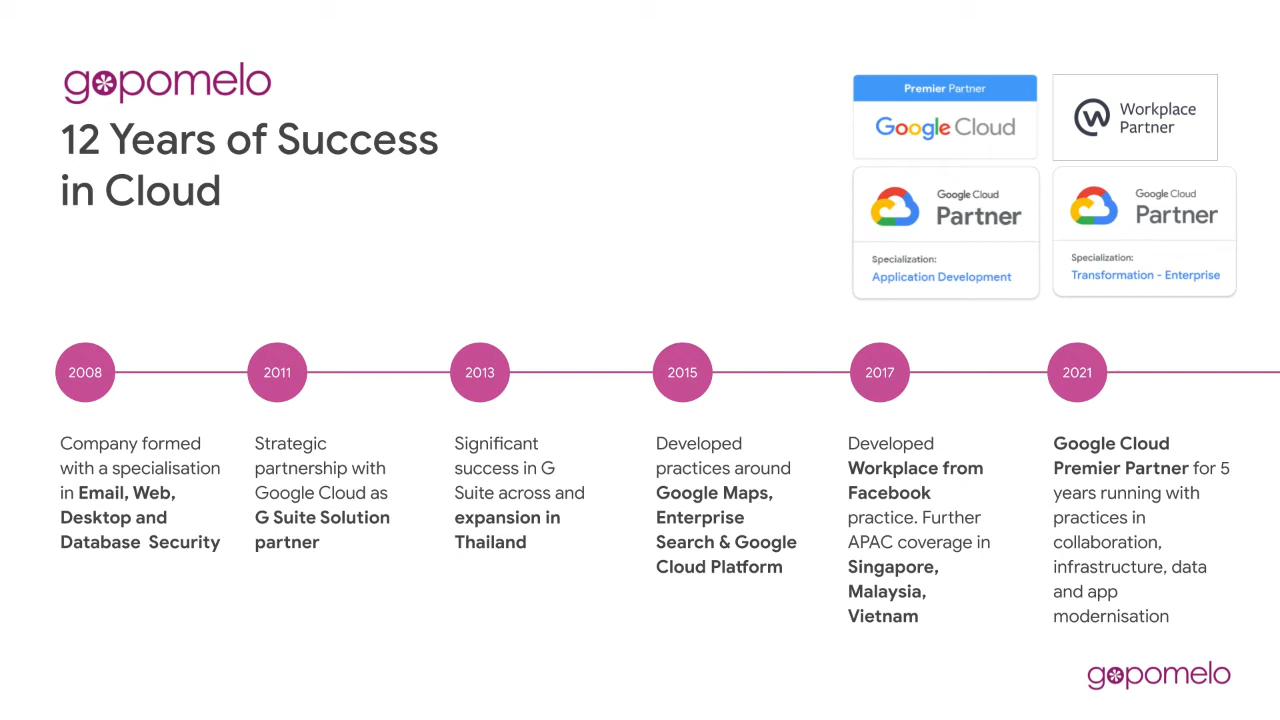 gopomelo
12 Years of Success
in Cloud
Premier Partner
Google Cloud
Workplace
Partner
Google Cloud
Partner
Specialization:
Application Development
Google Cloud
Partner
Specialization:
Transformation - Enterprise
2008
2011
2013
2015
2017
2021
Company formed
with a specialisation
in Email, Web,
Desktop and
Database Security
Strategic
partnership with
Google Cloud as
G Suite Solution
partner
Significant
success in G
Suite across and
expansion in
Thailand
Developed
practices around
Google Maps,
Enterprise
Search & Google
Cloud Platform
Developed
Workplace from
Facebook
practice. Further
APAC coverage in
Singapore,
Malaysia,
Vietnam
Google Cloud
Premier Partner for 5
years running with
practices in
collaboration,
infrastructure, data
and app
modernisation
gopomelo